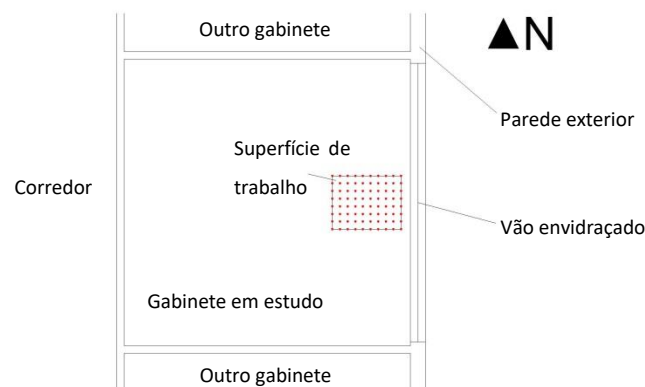 Outro gabinete
N
Parede exterior
Superfície de
trabalho
Corredor
Vão envidraçado
Gabinete em estudo
Outro gabinete